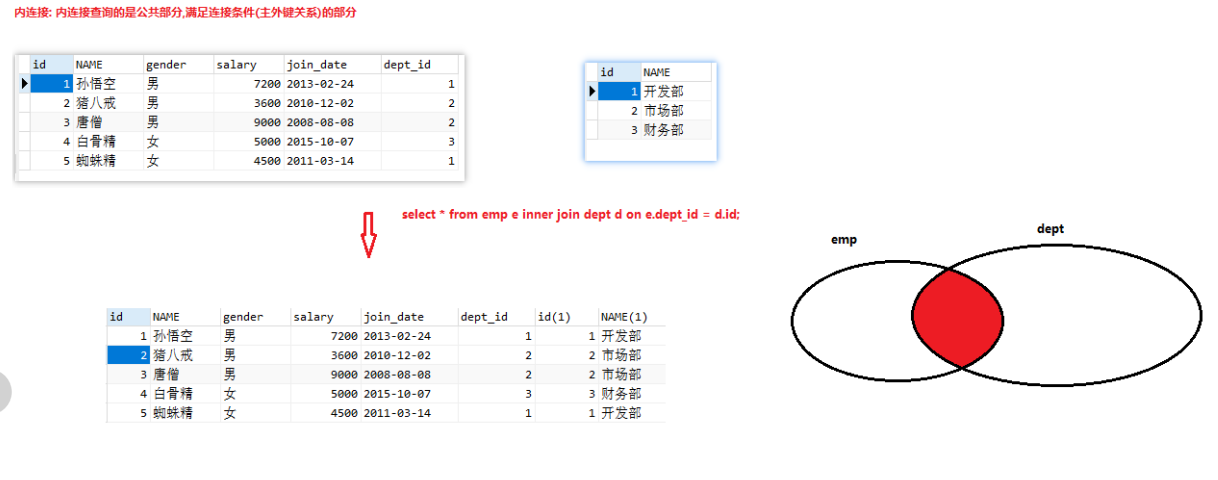 内连接: 内连接查询的是公共部分,满足连接条件(主外键关系)的部分
id NAME gender salary join_date dept_id
1 孙悟空 男 7200 2013-02-24 1
2 猪八戒 男 3600 2010-12-02 2
3 唐僧 男 9000 2008-08-08 2
4 白骨精 女 5000 2015-10-07 3
5 蜘蛛精 女 4500 2011-03-14 1
id NAME
1 开发部
2 市场部
3 财务部
select * from emp e inner join dept d on e.dept_id = d.id;
emp
dept
id NAME gender salary join_date dept_id id(1) NAME(1)
1 孙悟空 男 7200 2013-02-24 1 1 开发部
2 猪八戒 男 3600 2010-12-02 2 2 市场部
3 唐僧 男 9000 2008-08-08 2 2 市场部
4 白骨精 女 5000 2015-10-07 3 3 财务部
5 蜘蛛精 女 4500 2011-03-14 1 1 开发部